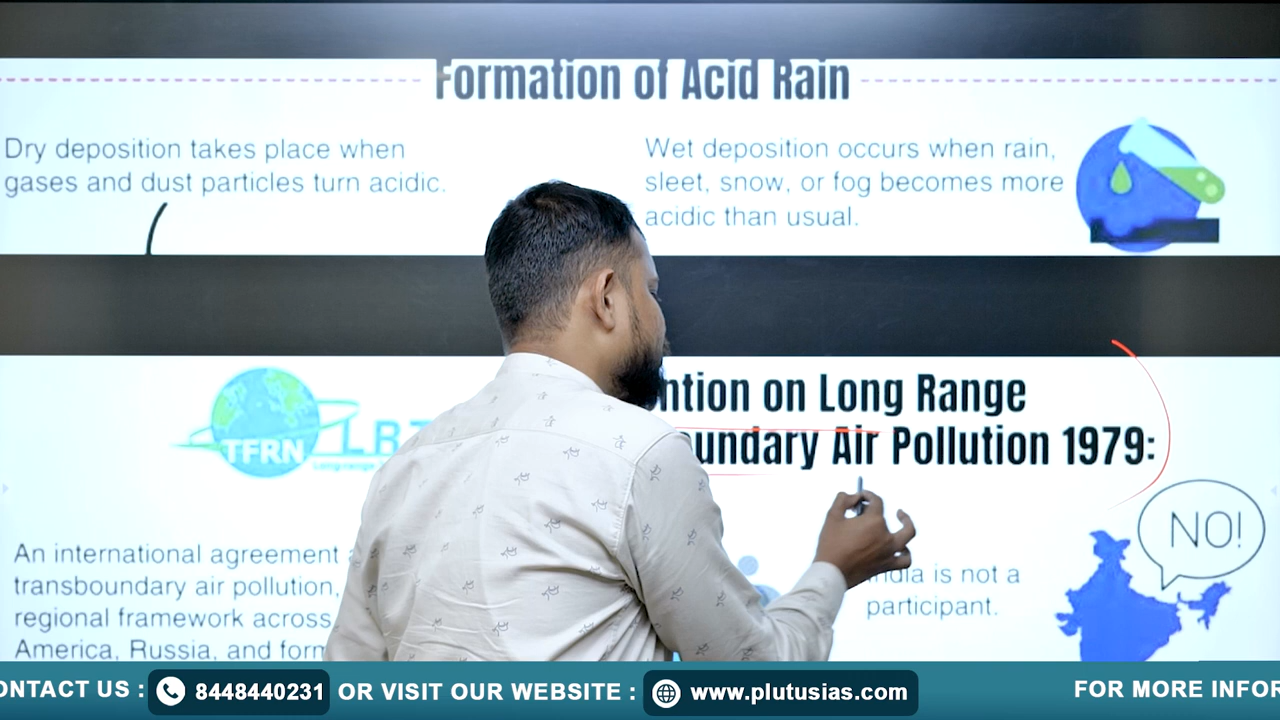 Formation of Acid Rain
Dry deposition takes place when
gases and dust particles turn acidic.
Wet deposition occurs when rain,
sleet, snow, or fog becomes more
acidic than usual.
TFRN
ntion on Long Range
oundary Air Pollution 1979:
NO!
An international agreement
transboundary air pollution,
regional framework across
America, Russia, and form
India is not a
participant.
ONTACT US : 8448440231 OR VISIT OUR WEBSITE : www.plutusias.com FOR MORE INFOR